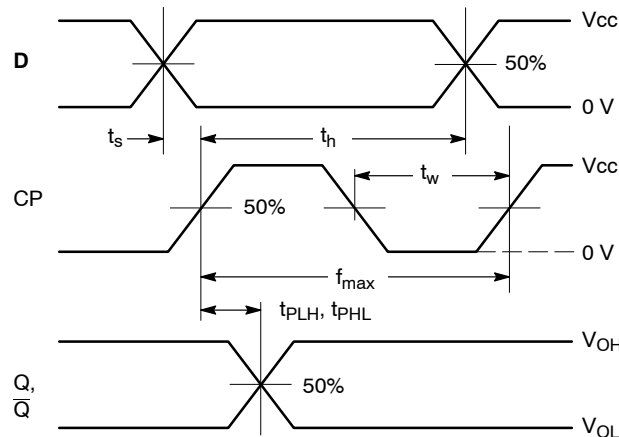 Vcc
D
50%
0 V
ts
th
Vcc
tw
CP
50%
0 V
fmax
tPLH, tPHL
VOH
Q,
Q̅
50%
VOL